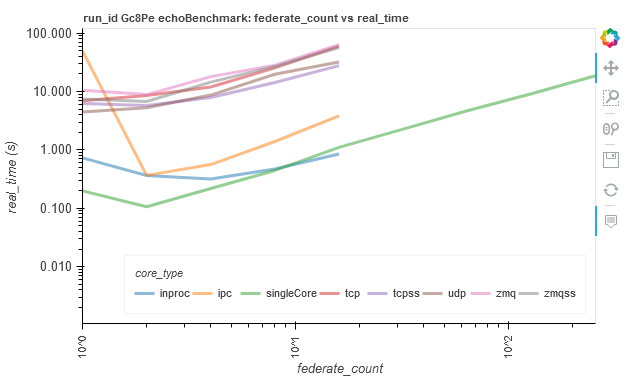 run_id Gc8Pe echoBenchmark: federate_count vs real_time
100.000
10.000
1.000
0.100
0.010
real_time (s)
core_type
inproc ipc singleCore tcp tcpss udp zmq zmqss
10^0 10^1 10^2
federate_count